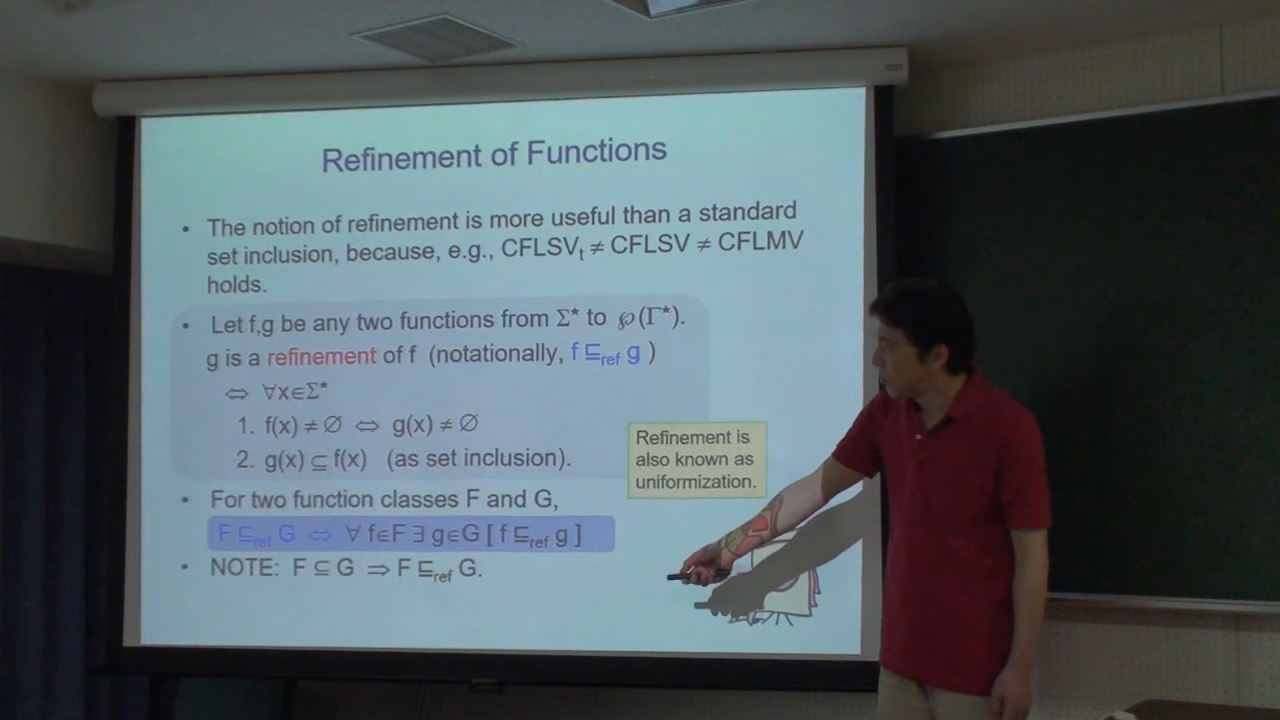 Refinement of Functions
• The notion of refinement is more useful than a standard
set inclusion, because, e.g., CFLSVₜ ≠ CFLSV ≠ CFLMV
holds.
• Let f,g be any two functions from Σ* to ℘(Γ*).
g is a refinement of f (notationally, f ⊑ref g )
⇔ ∀x∈Σ*
1. f(x) ≠ ∅ ⇔ g(x) ≠ ∅
2. g(x) ⊆ f(x) (as set inclusion).
Refinement is
also known as
uniformization.
• For two function classes F and G,
F ⊑ref G ⇔ ∀ f∈F ∃ g∈G [ f ⊑ref g ]
• NOTE: F ⊆ G ⇒ F ⊑ref G.